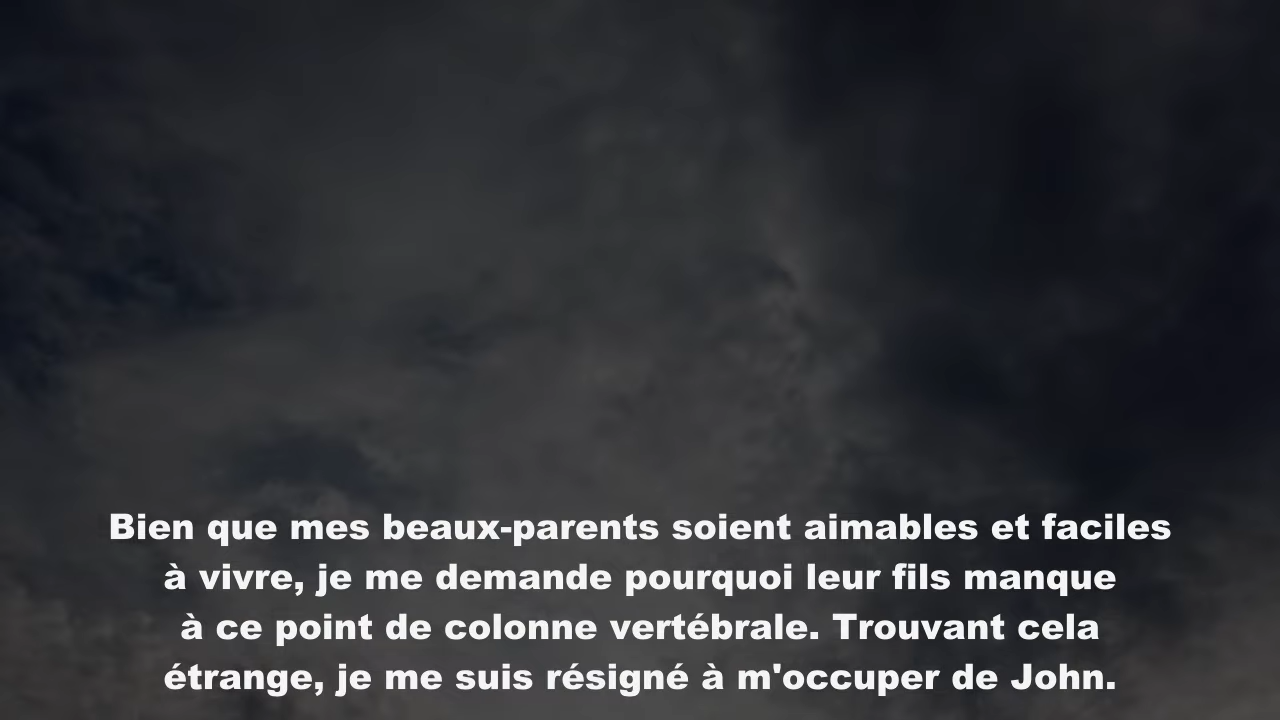 Bien que mes beaux-parents soient aimables et faciles
à vivre, je me demande pourquoi leur fils manque
à ce point de colonne vertébrale. Trouvant cela
étrange, je me suis résigné à m'occuper de John.